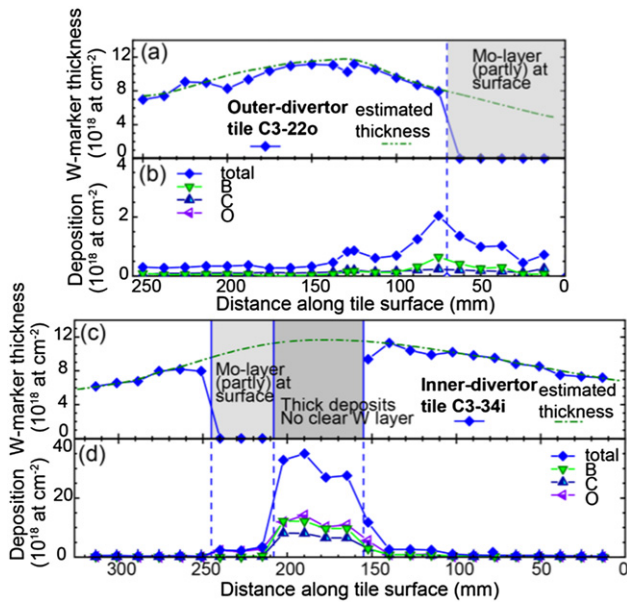 (a)
W-marker thickness
(10¹⁸ at cm⁻²)
12
8
4
0
Mo-layer
(partly) at
surface
Outer-divertor
tile C3-22o
estimated
thickness
(b)
Deposition
(10¹⁸ at cm⁻²)
4
2
0
total
B
C
O
250 200 150 100 50 0
Distance along tile surface (mm)
(c)
W-marker thickness
(10¹⁸ at cm⁻²)
12
8
4
0
Mo-layer
(partly) at
surface
Thick deposits
No clear W layer
Inner-divertor
tile C3-34i
estimated
thickness
(d)
Deposition
(10¹⁸ at cm⁻²)
40
20
0
total
B
C
O
300 250 200 150 100 50 0
Distance along tile surface (mm)